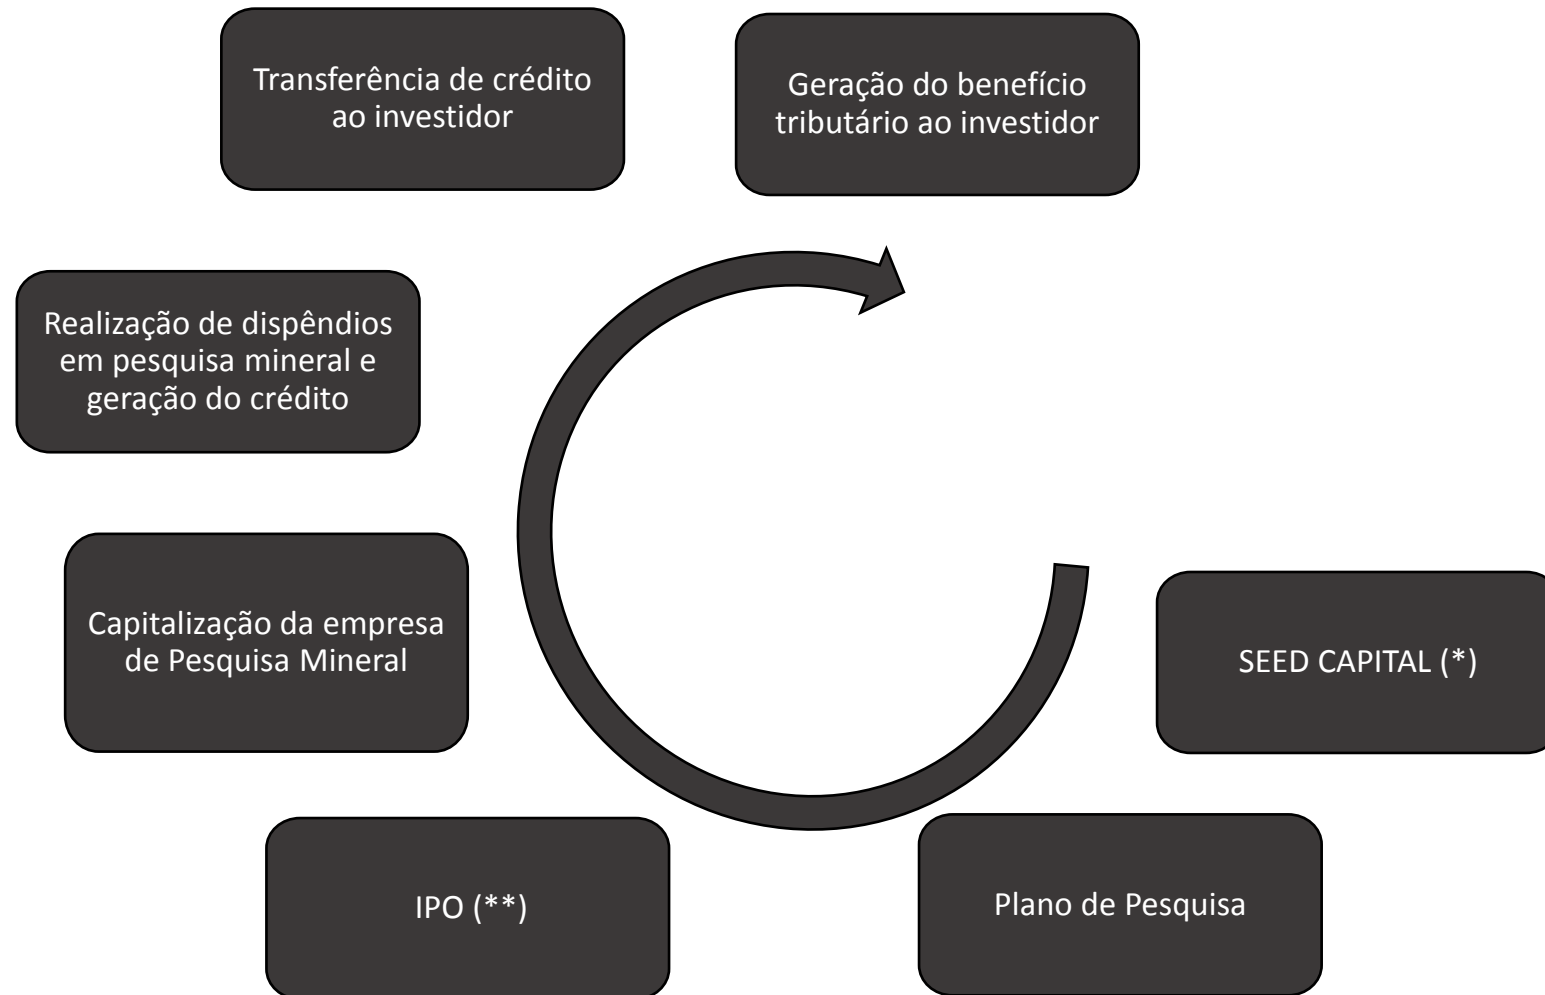 Transferência de crédito
ao investidor
Geração do benefício
tributário ao investidor
Realização de dispêndios
em pesquisa mineral e
geração do crédito
Capitalização da empresa
de Pesquisa Mineral
SEED CAPITAL (*)
IPO (**)
Plano de Pesquisa